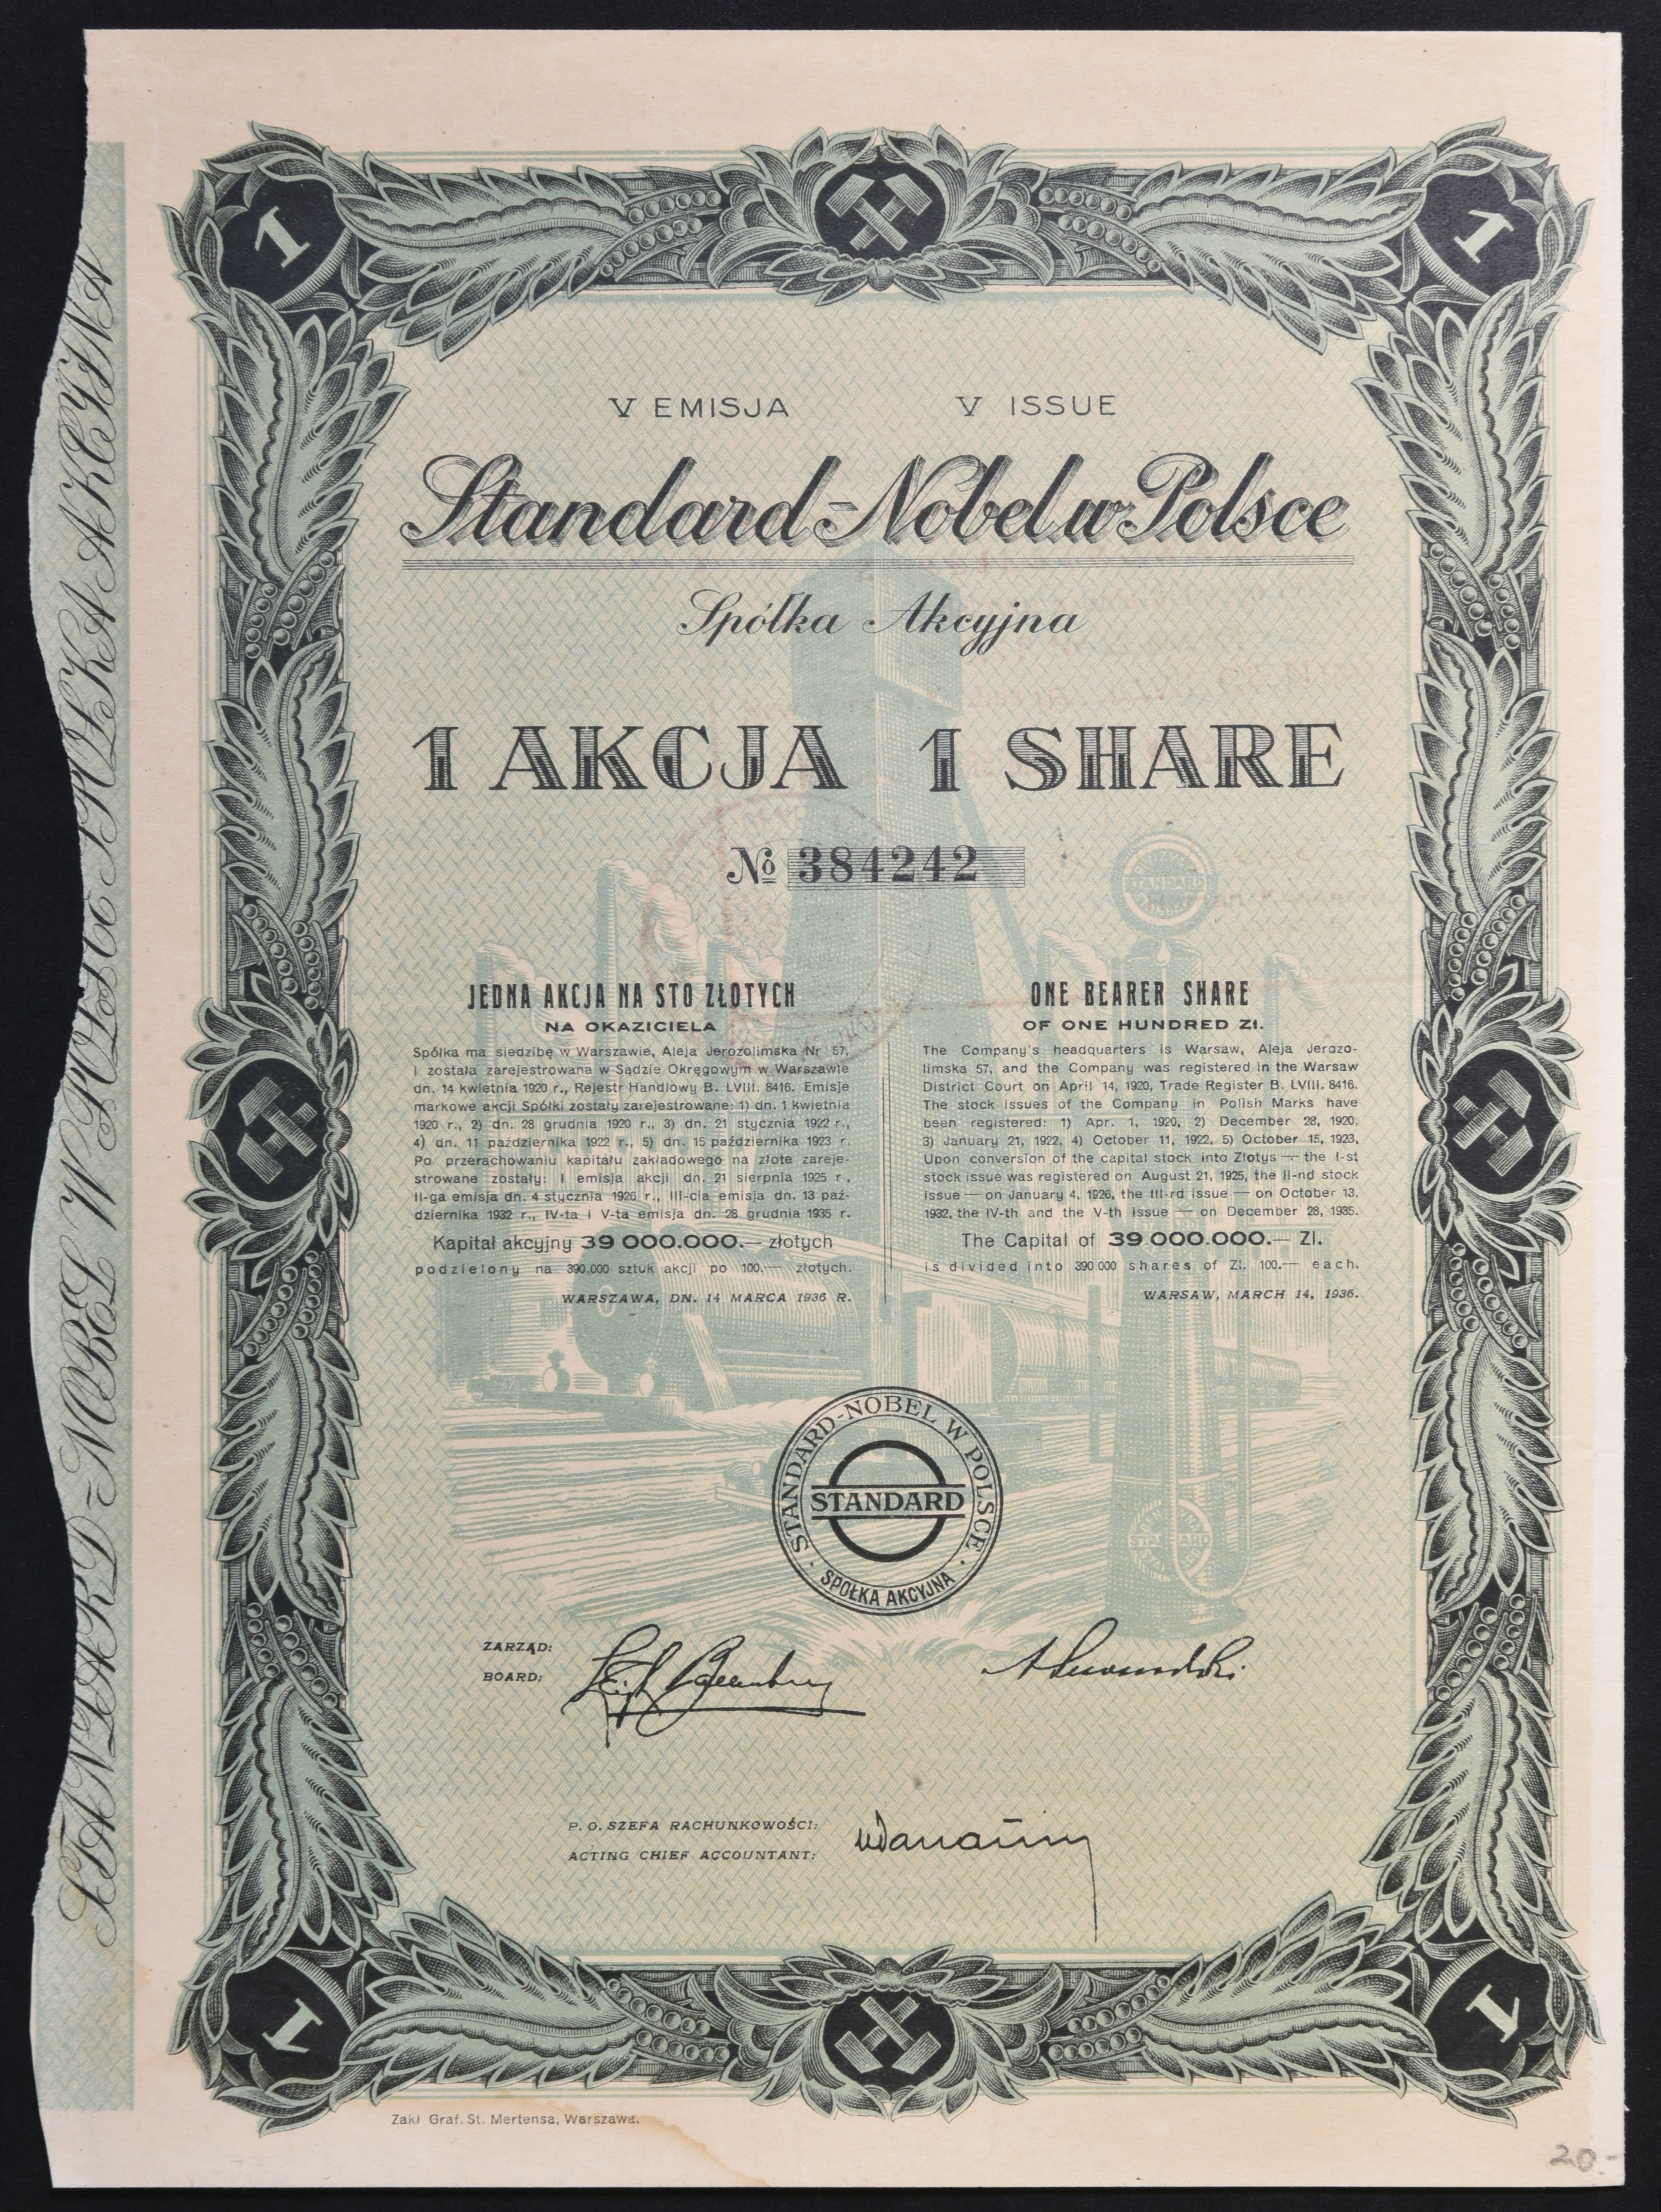 1
1
V EMISJA
V ISSUE
Standard-Nobel w Polsce
Spółka Akcyjna
1 AKCJA 1 SHARE
№ 384242
JEDNA AKCJA NA STO ZŁOTYCH
NA OKAZICIELA
Spółka ma siedzibę w Warszawie, Aleja Jerozolimska Nr 57,
i została zarejestrowana w Sądzie Okręgowym w Warszawie
dn. 14 kwietnia 1920 r., Rejestr Handlowy B. LVIII. 8416. Emisje
markowe akcji Spółki zostały zarejestrowane: 1) dn. 1 kwietnia
1920 r., 2) dn. 28 grudnia 1920 r., 3) dn. 21 stycznia 1922 r.,
4) dn. 11 października 1922 r., 5) dn. 15 października 1923 r.
Po przerachowaniu kapitału zakładowego na złote zareje-
strowane zostały: I emisja akcji dn. 21 sierpnia 1925 r.,
II-ga emisja dn. 4 stycznia 1926 r., III-cia emisja dn. 13 paź-
dziernika 1932 r., IV-ta i V-ta emisja dn. 28 grudnia 1935 r.
Kapitał akcyjny 39 000.000.— złotych
podzielony na 390.000 sztuk akcji po 100.— złotych.
WARSZAWA, DN. 14 MARCA 1936 R.
ONE BEARER SHARE
OF ONE HUNDRED Zł.
The Company's headquarters is Warsaw, Aleja Jerozo-
limska 57, and the Company was registered in the Warsaw
District Court on April 14, 1920, Trade Register B. LVIII. 8416.
The stock issues of the Company in Polish Marks have
been registered: 1) Apr. 1, 1920, 2) December 28, 1920,
3) January 21, 1922, 4) October 11, 1922, 5) October 15, 1923,
Upon conversion of the capital stock into Zlotys — the I-st
stock issue was registered on August 21, 1925, the II-nd stock
issue — on January 4, 1926, the III-rd issue — on October 13,
1932, the IV-th and the V-th issue — on December 28, 1935.
The Capital of 39.000.000.— Zl.
is divided into 390 000 shares of Zl. 100.— each.
WARSAW, MARCH 14, 1936.
STANDARD-NOBEL W POLSCE
STANDARD
SPÓŁKA AKCYJNA
ZARZĄD:
BOARD:
P. O. SZEFA RACHUNKOWOŚCI:
ACTING CHIEF ACCOUNTANT:
1
1
Zakł Graf. St. Mertensa, Warszawa.
20.-
STANDARD-NOBEL W POLSCE SPÓŁKA AKCYJNA